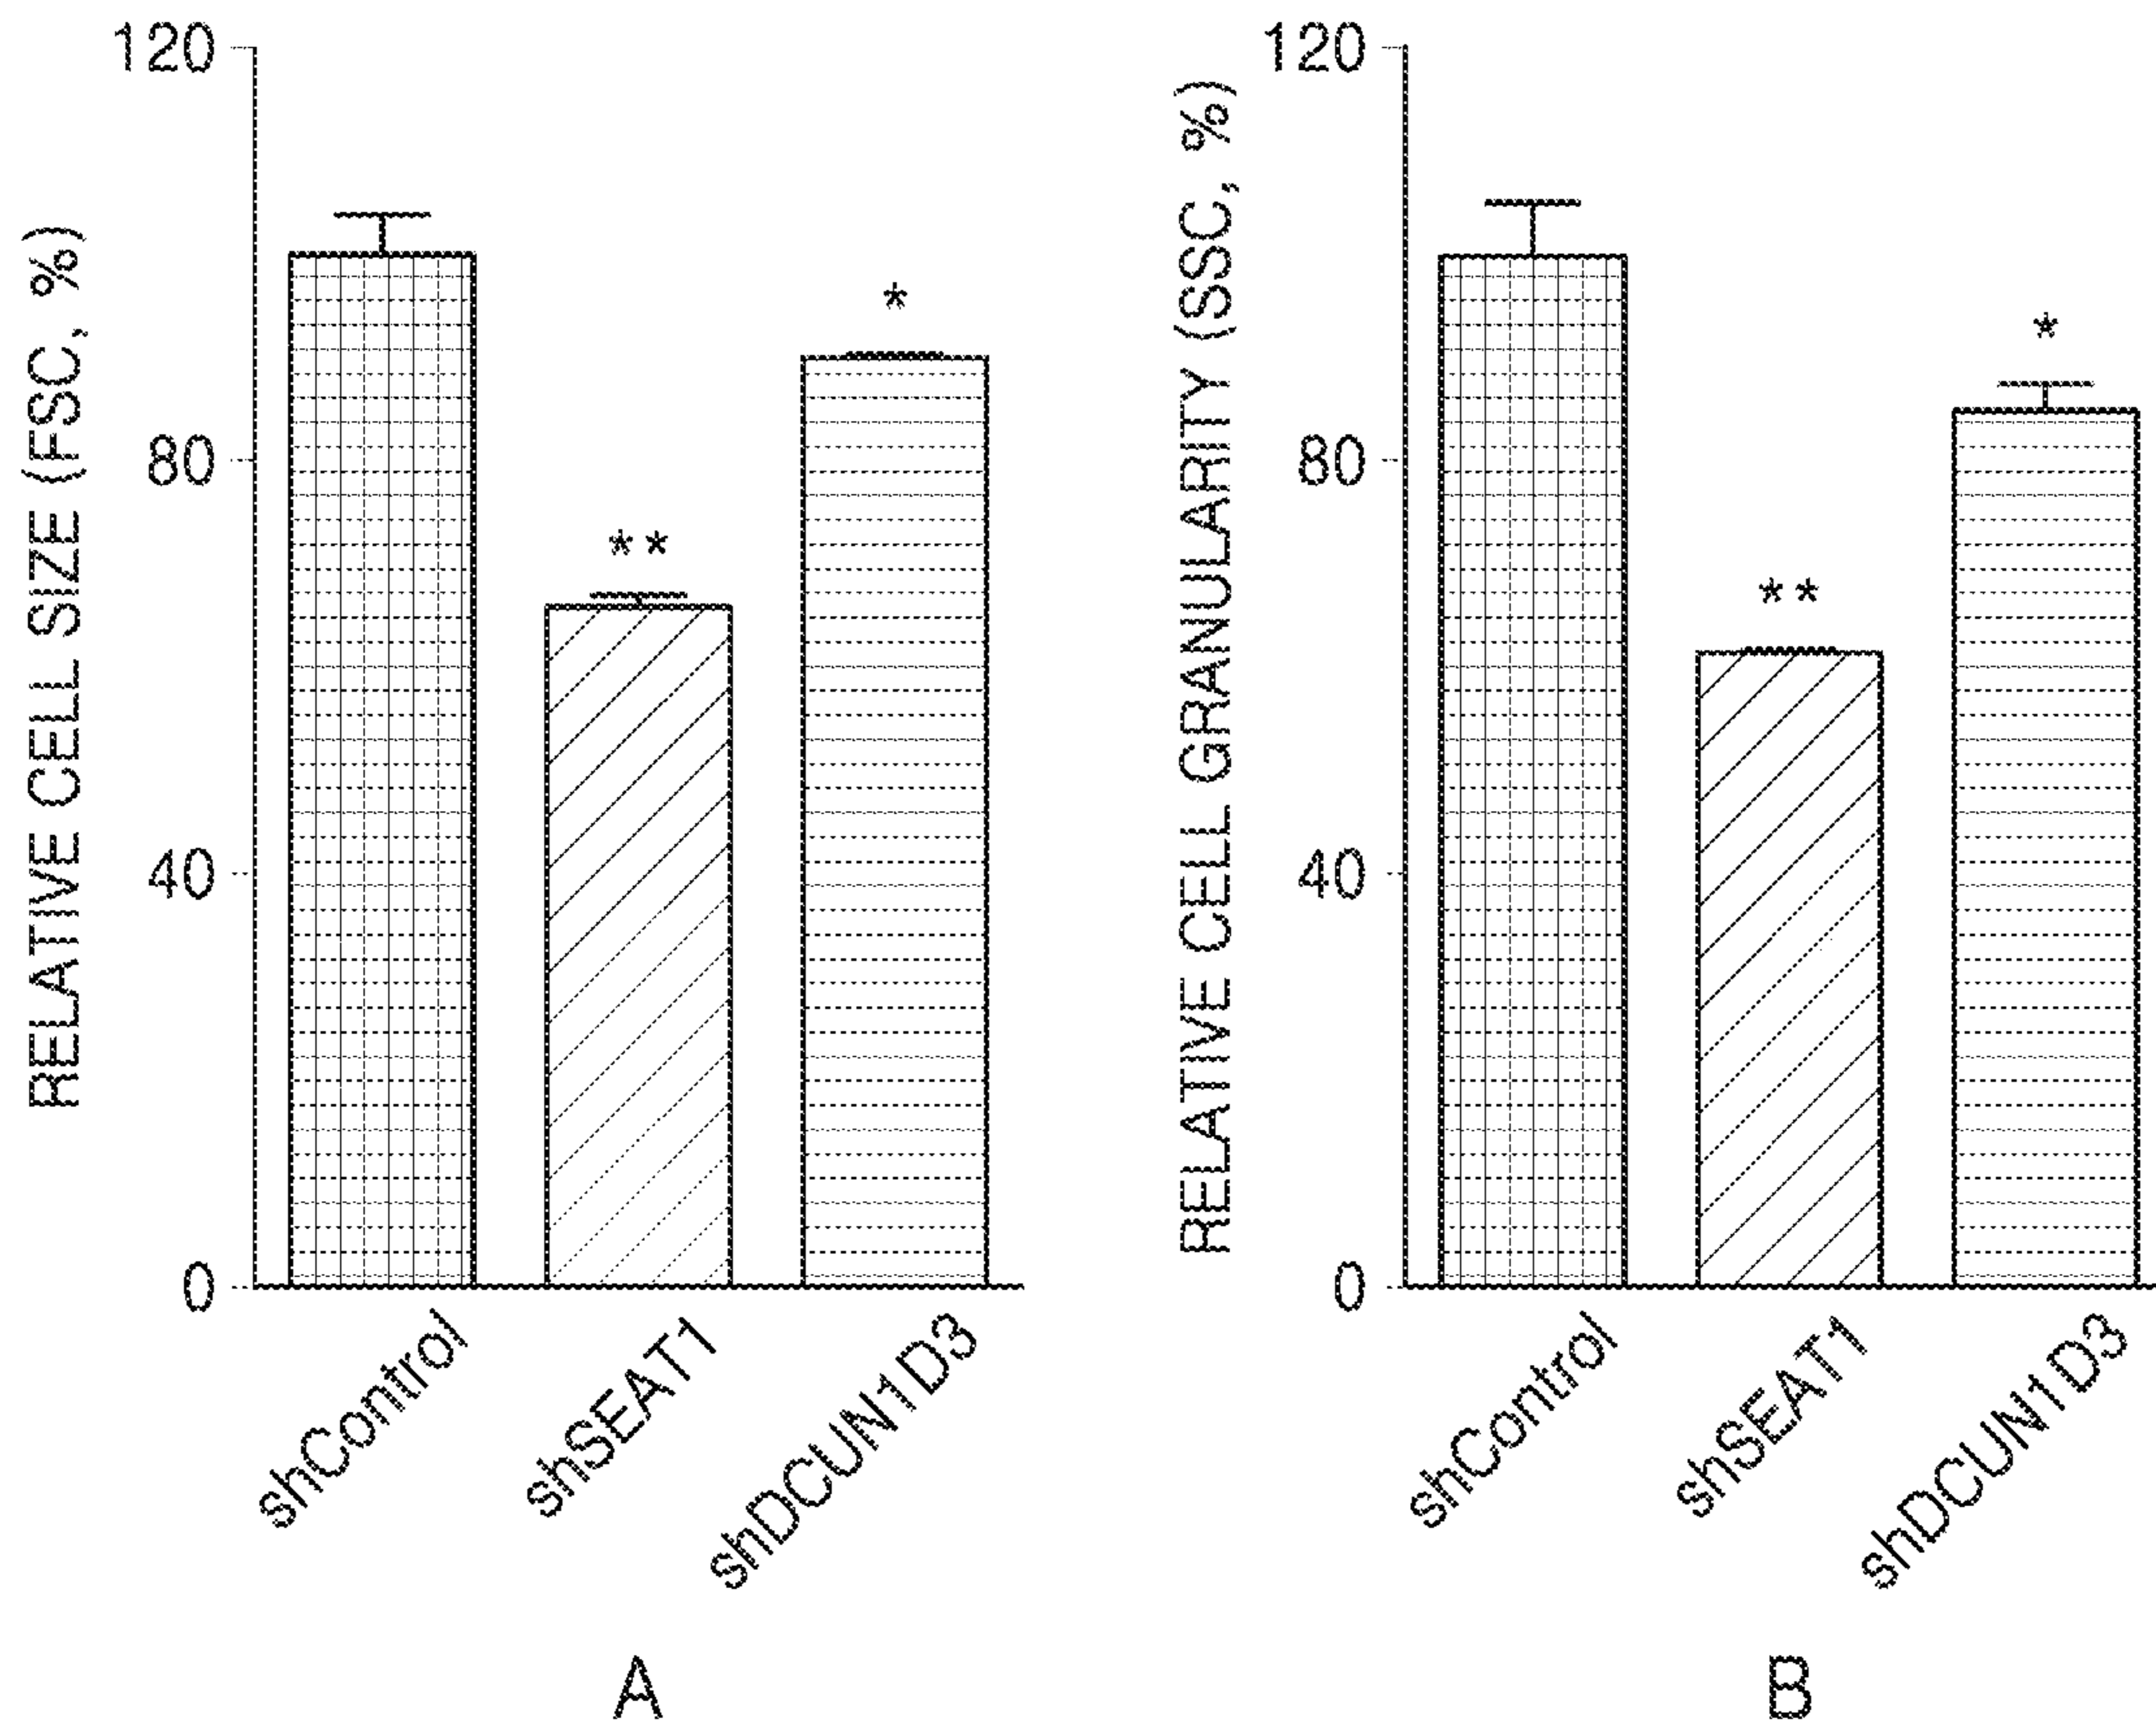 RELATIVE CELL SIZE (FSC, %)
120
80
40
0
*
**
shControl
shSEAT1
shDCUN1D3
A
RELATIVE CELL GRANULARITY (SSC, %)
120
80
40
0
*
**
shControl
shSEAT1
shDCUN1D3
B